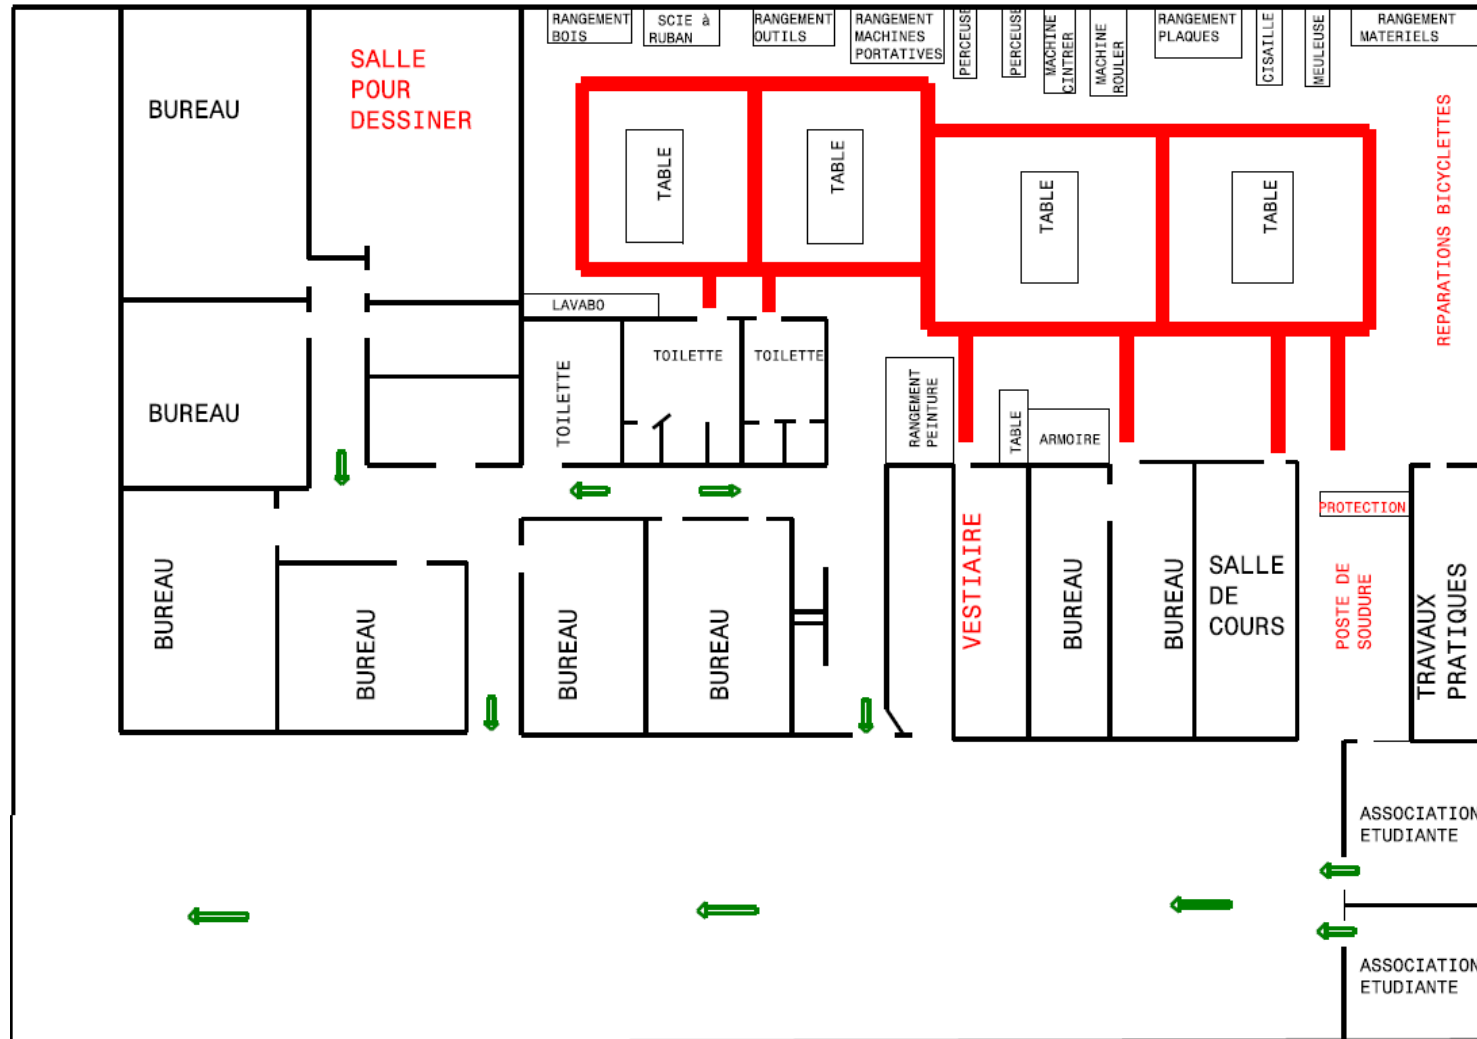 RANGEMENT
BOIS
SCIE à
RUBAN
RANGEMENT
OUTILS
RANGEMENT
MACHINES
PORTATIVES
PERCEUSE
PERCEUSE
MACHINE
CINTRER
MACHINE
ROULER
RANGEMENT
PLAQUES
CISAILLE
MEULEUSE
RANGEMENT
MATERIELS
BUREAU
SALLE
POUR
DESSINER
TABLE
TABLE
TABLE
TABLE
REPARATIONS BICYCLETTES
LAVABO
BUREAU
TOILETTE
TOILETTE
TOILETTE
RANGEMENT
PEINTURE
TABLE
ARMOIRE
PROTECTION
BUREAU
BUREAU
BUREAU
BUREAU
VESTIAIRE
BUREAU
BUREAU
SALLE
DE
COURS
POSTE DE
SOUDURE
TRAVAUX
PRATIQUES
ASSOCIATION
ETUDIANTE
ASSOCIATION
ETUDIANTE